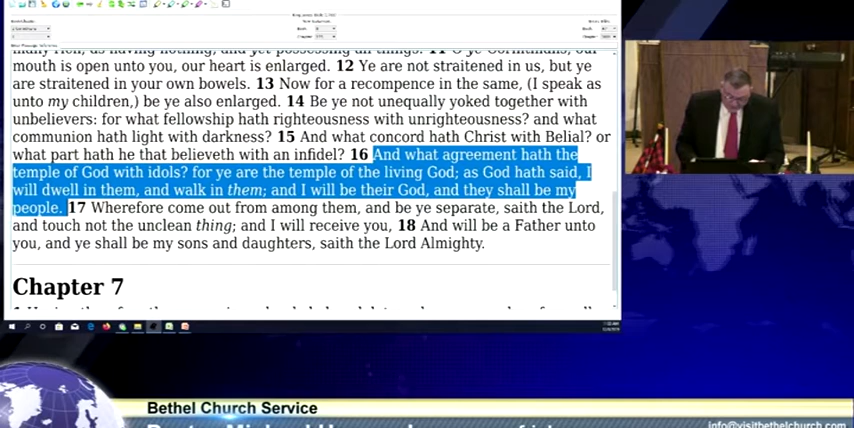 mouth is open unto you, our heart is enlarged. 12 Ye are not straitened in us, but ye
are straitened in your own bowels. 13 Now for a recompence in the same, (I speak as
unto my children,) be ye also enlarged. 14 Be ye not unequally yoked together with
unbelievers: for what fellowship hath righteousness with unrighteousness? and what
communion hath light with darkness? 15 And what concord hath Christ with Belial? or
what part hath he that believeth with an infidel? 16 And what agreement hath the
temple of God with idols? for ye are the temple of the living God; as God hath said, I
will dwell in them, and walk in them; and I will be their God, and they shall be my
people. 17 Wherefore come out from among them, and be ye separate, saith the Lord,
and touch not the unclean thing; and I will receive you, 18 And will be a Father unto
you, and ye shall be my sons and daughters, saith the Lord Almighty.
Chapter 7
Bethel Church Service
info@visitbethelchurch.com